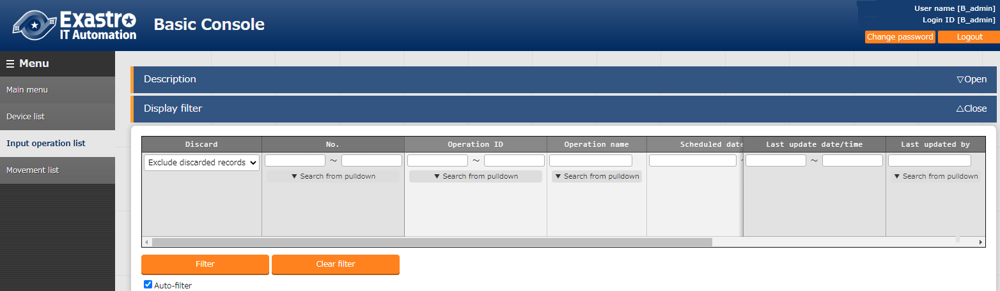 Exastro
IT Automation
Basic Console
User name [B_admin]
Login ID [B_admin]
Change password Logout
Menu
Main menu
Device list
Input operation list
Movement list
Description ▽Open
Display filter △Close
Discard No. Operation ID Operation name Scheduled date Last update date/time Last updated by
Exclude discarded records ~ ~ ~
▼ Search from pulldown ▼ Search from pulldown ▼ Search from pulldown ▼ Search from pulldown
Filter Clear filter
Auto-filter